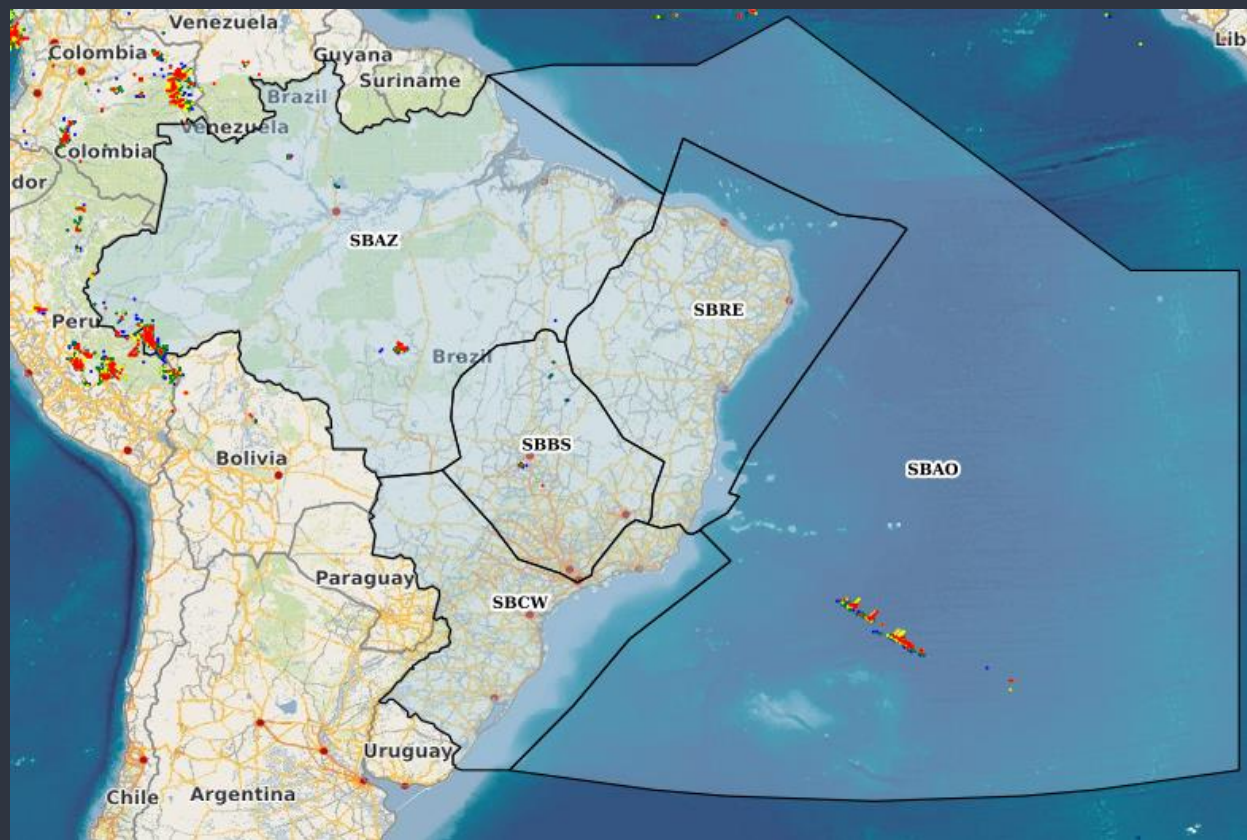 Venezuela
Colombia
Guyana
Suriname
Brazil
Venezuela
Colombia
dor
Lib
SBAZ
Peru
SBRE
Brazil
SBBS
Bolivia
SBAO
Paraguay
SBCW
Uruguay
Chile
Argentina